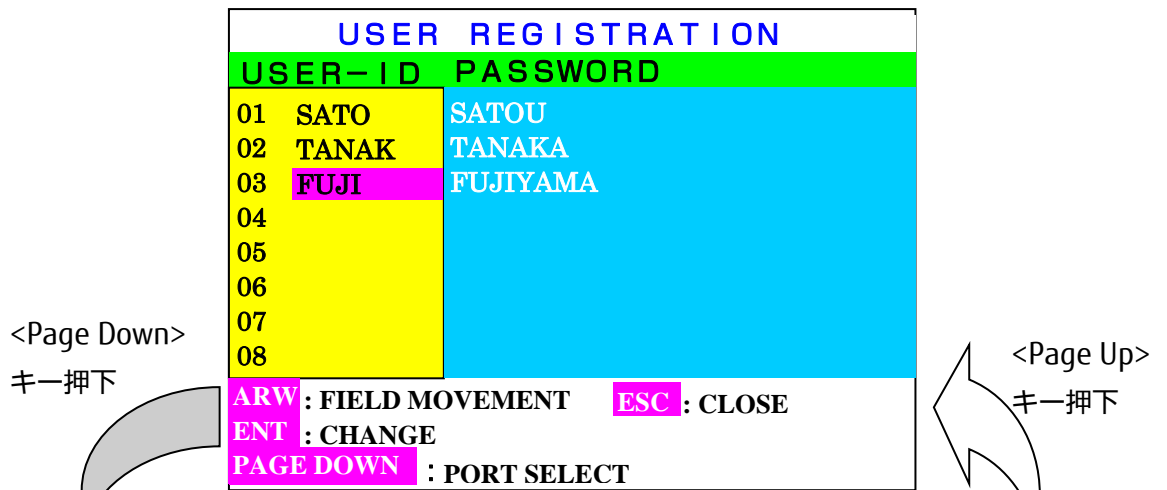 USER REGISTRATION
USER-ID PASSWORD
01 SATO SATOU
02 TANAK TANAKA
03 FUJI FUJIYAMA
04
05
06
07
08
<Page Down>
キー押下
<Page Up>
キー押下
ARW : FIELD MOVEMENT ESC : CLOSE
ENT : CHANGE
PAGE DOWN : PORT SELECT